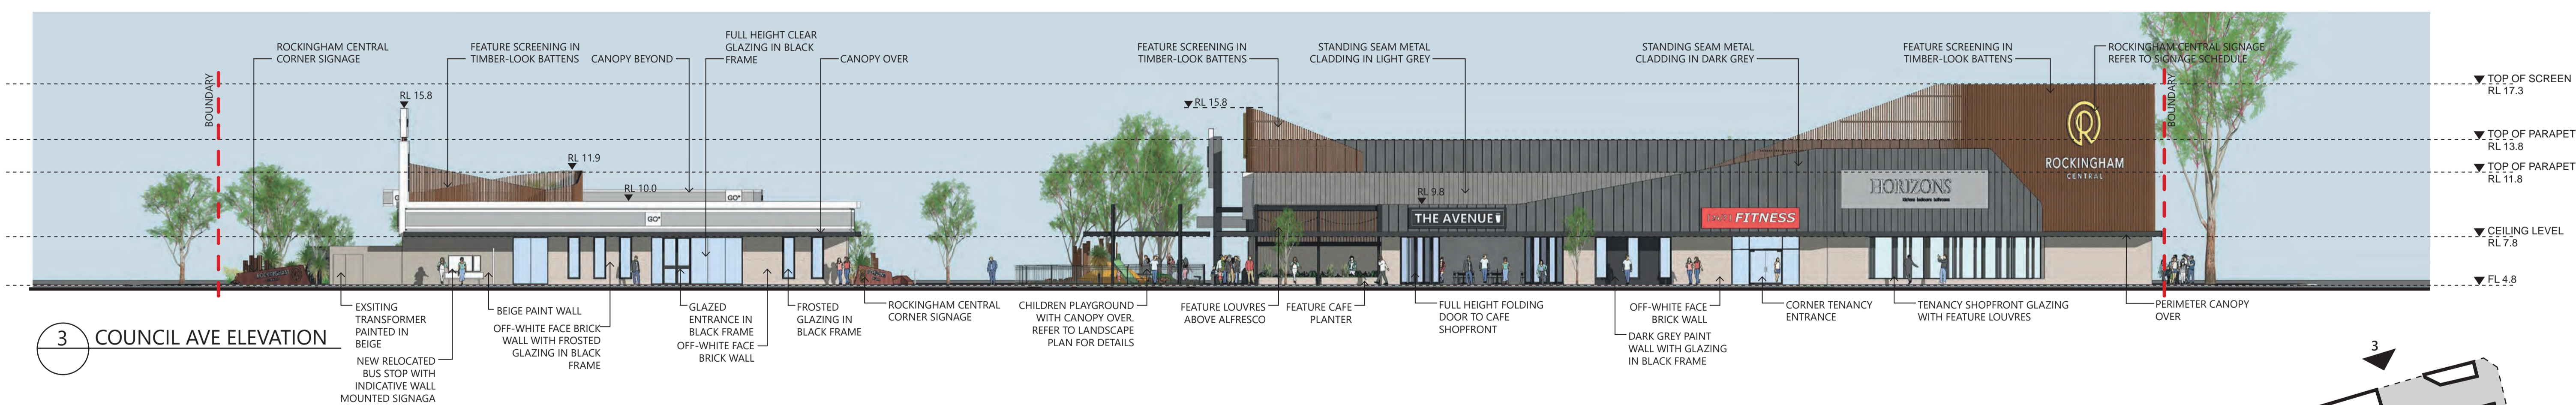 ROCKINGHAM CENTRAL
CORNER SIGNAGE
FEATURE SCREENING IN
TIMBER-LOOK BATTENS
CANOPY BEYOND
FULL HEIGHT CLEAR
GLAZING IN BLACK
FRAME
CANOPY OVER
FEATURE SCREENING IN
TIMBER-LOOK BATTENS
STANDING SEAM METAL
CLADDING IN LIGHT GREY
STANDING SEAM METAL
CLADDING IN DARK GREY
FEATURE SCREENING IN
TIMBER-LOOK BATTENS
ROCKINGHAM CENTRAL SIGNAGE
REFER TO SIGNAGE SCHEDULE
BOUNDARY
BOUNDARY
TOP OF SCREEN
RL 17.3
TOP OF PARAPET
RL 13.8
TOP OF PARAPET
RL 11.8
CEILING LEVEL
RL 7.8
FL 4.8
RL 15.8
RL 11.9
RL 10.0
RL 15.8
RL 9.8
GO
GO
THE AVENUE
FITNESS
HORIZONS
ROCKINGHAM
CENTRAL
EXSITING
TRANSFORMER
PAINTED IN
BEIGE
NEW RELOCATED
BUS STOP WITH
INDICATIVE WALL
MOUNTED SIGNAGA
BEIGE PAINT WALL
OFF-WHITE FACE BRICK
WALL WITH FROSTED
GLAZING IN BLACK
FRAME
GLAZED
ENTRANCE IN
BLACK FRAME
OFF-WHITE FACE
BRICK WALL
FROSTED
GLAZING IN
BLACK FRAME
ROCKINGHAM CENTRAL
CORNER SIGNAGE
CHILDREN PLAYGROUND
WITH CANOPY OVER.
REFER TO LANDSCAPE
PLAN FOR DETAILS
FEATURE LOUVRES
ABOVE ALFRESCO
FEATURE CAFE
PLANTER
FULL HEIGHT FOLDING
DOOR TO CAFE
SHOPFRONT
OFF-WHITE FACE
BRICK WALL
DARK GREY PAINT
WALL WITH GLAZING
IN BLACK FRAME
CORNER TENANCY
ENTRANCE
TENANCY SHOPFRONT GLAZING
WITH FEATURE LOUVRES
PERIMETER CANOPY
OVER
3 COUNCIL AVE ELEVATION
3